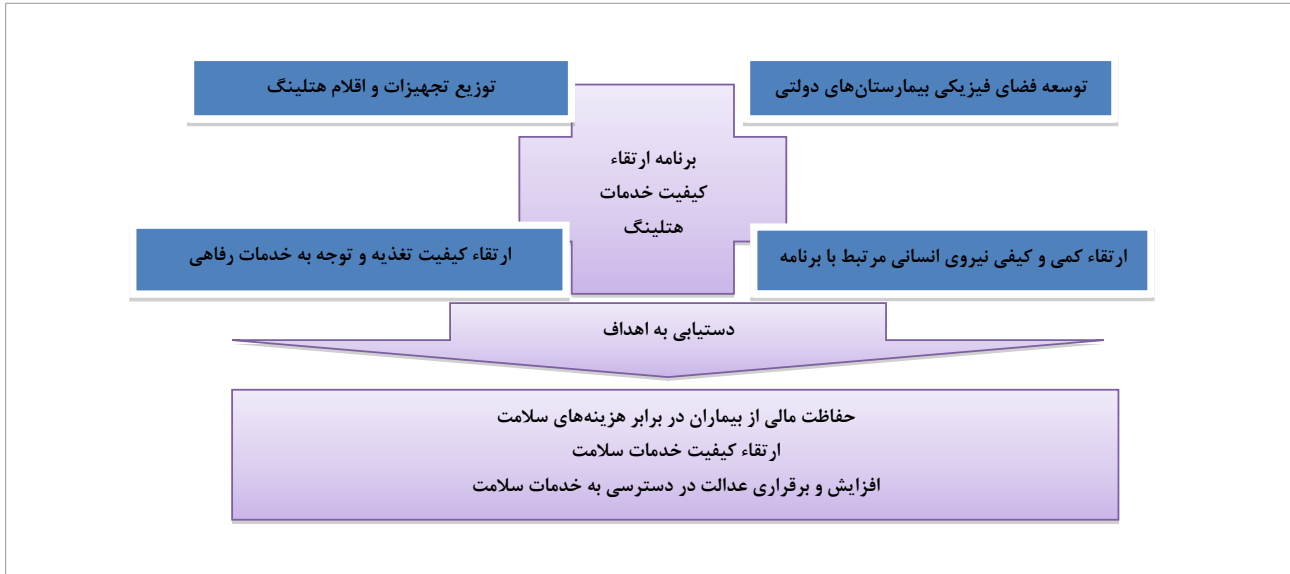 توسعه فضای فیزیکی بیمارستان‌های دولتی
توزیع تجهیزات و اقلام هتلینگ
برنامه ارتقاء
کیفیت خدمات
هتلینگ
ارتقاء کمی و کیفی نیروی انسانی مرتبط با برنامه
ارتقاء کیفیت تغذیه و توجه به خدمات رفاهی
دستیابی به اهداف
حفاظت مالی از بیماران در برابر هزینه‌های سلامت
ارتقاء کیفیت خدمات سلامت
افزایش و برقراری عدالت در دسترسی به خدمات سلامت